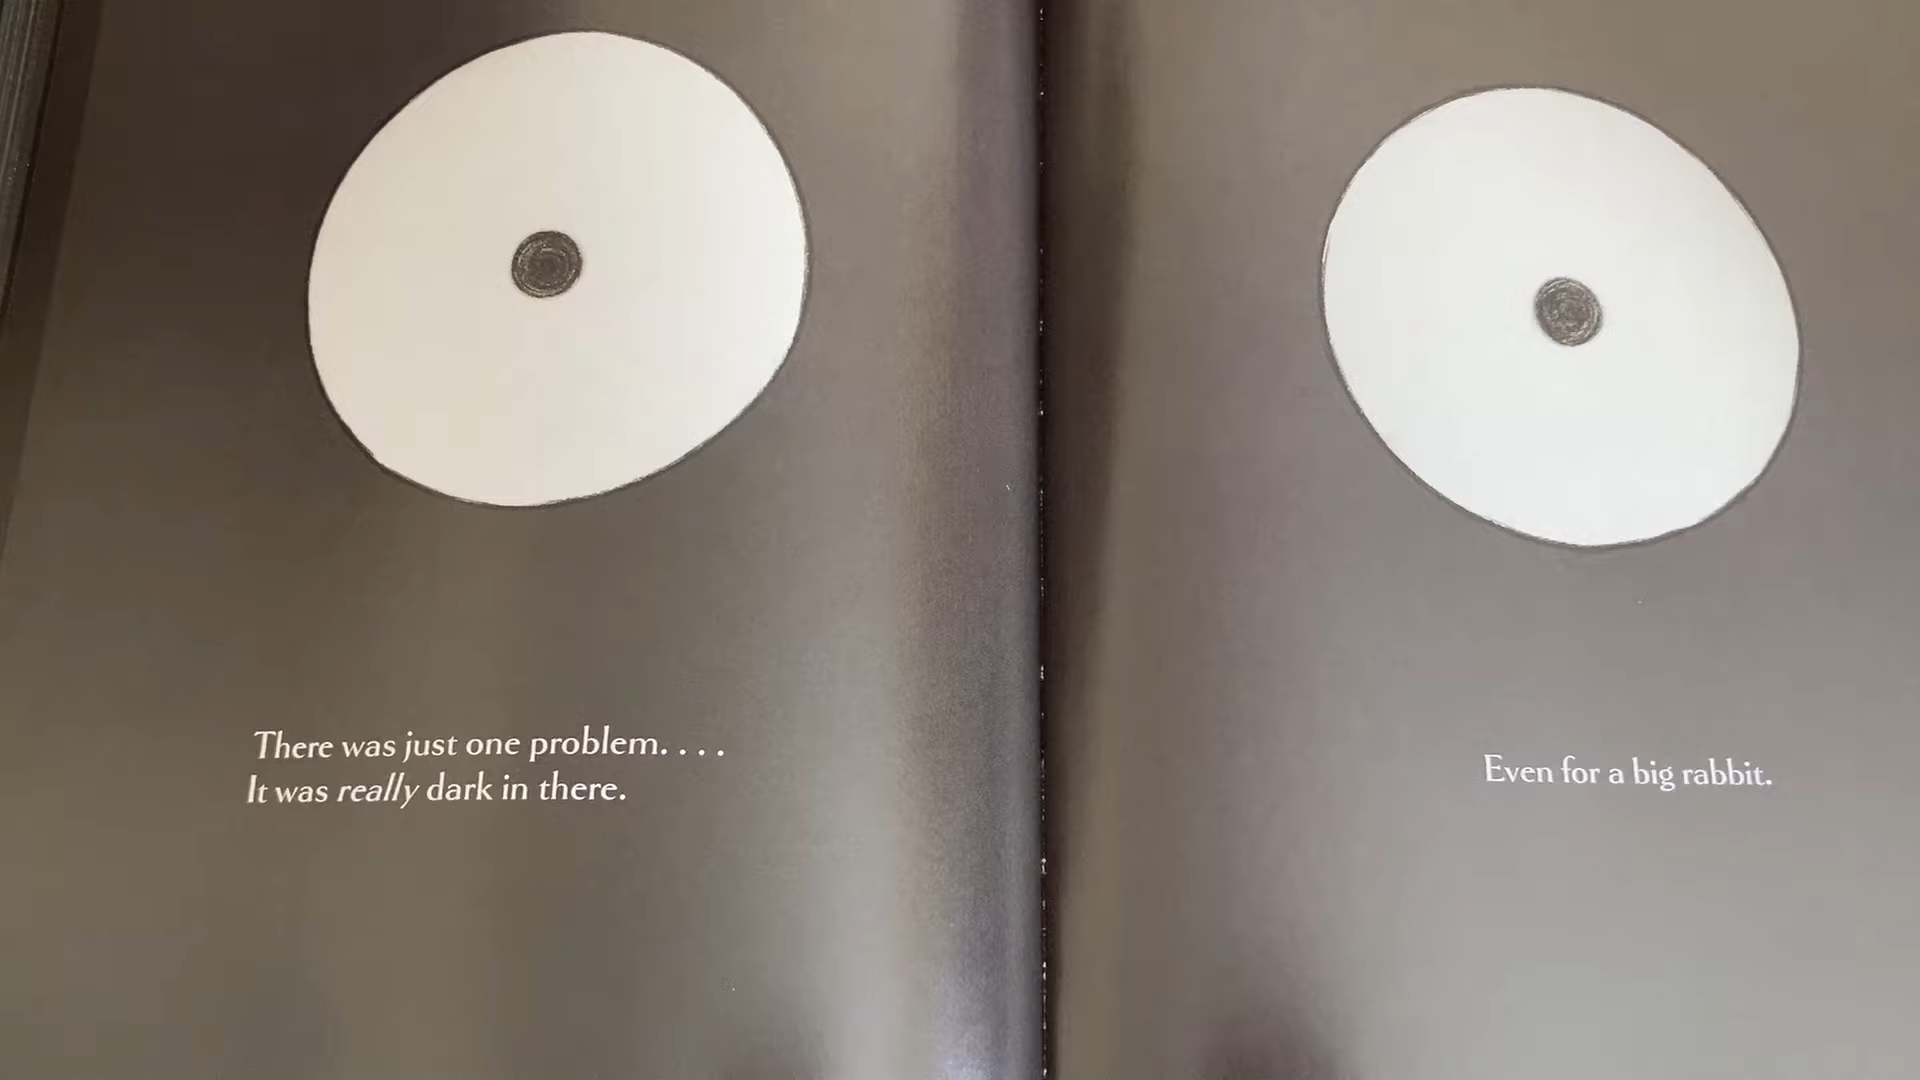 There was just one problem. . . .
It was really dark in there.
Even for a big rabbit.